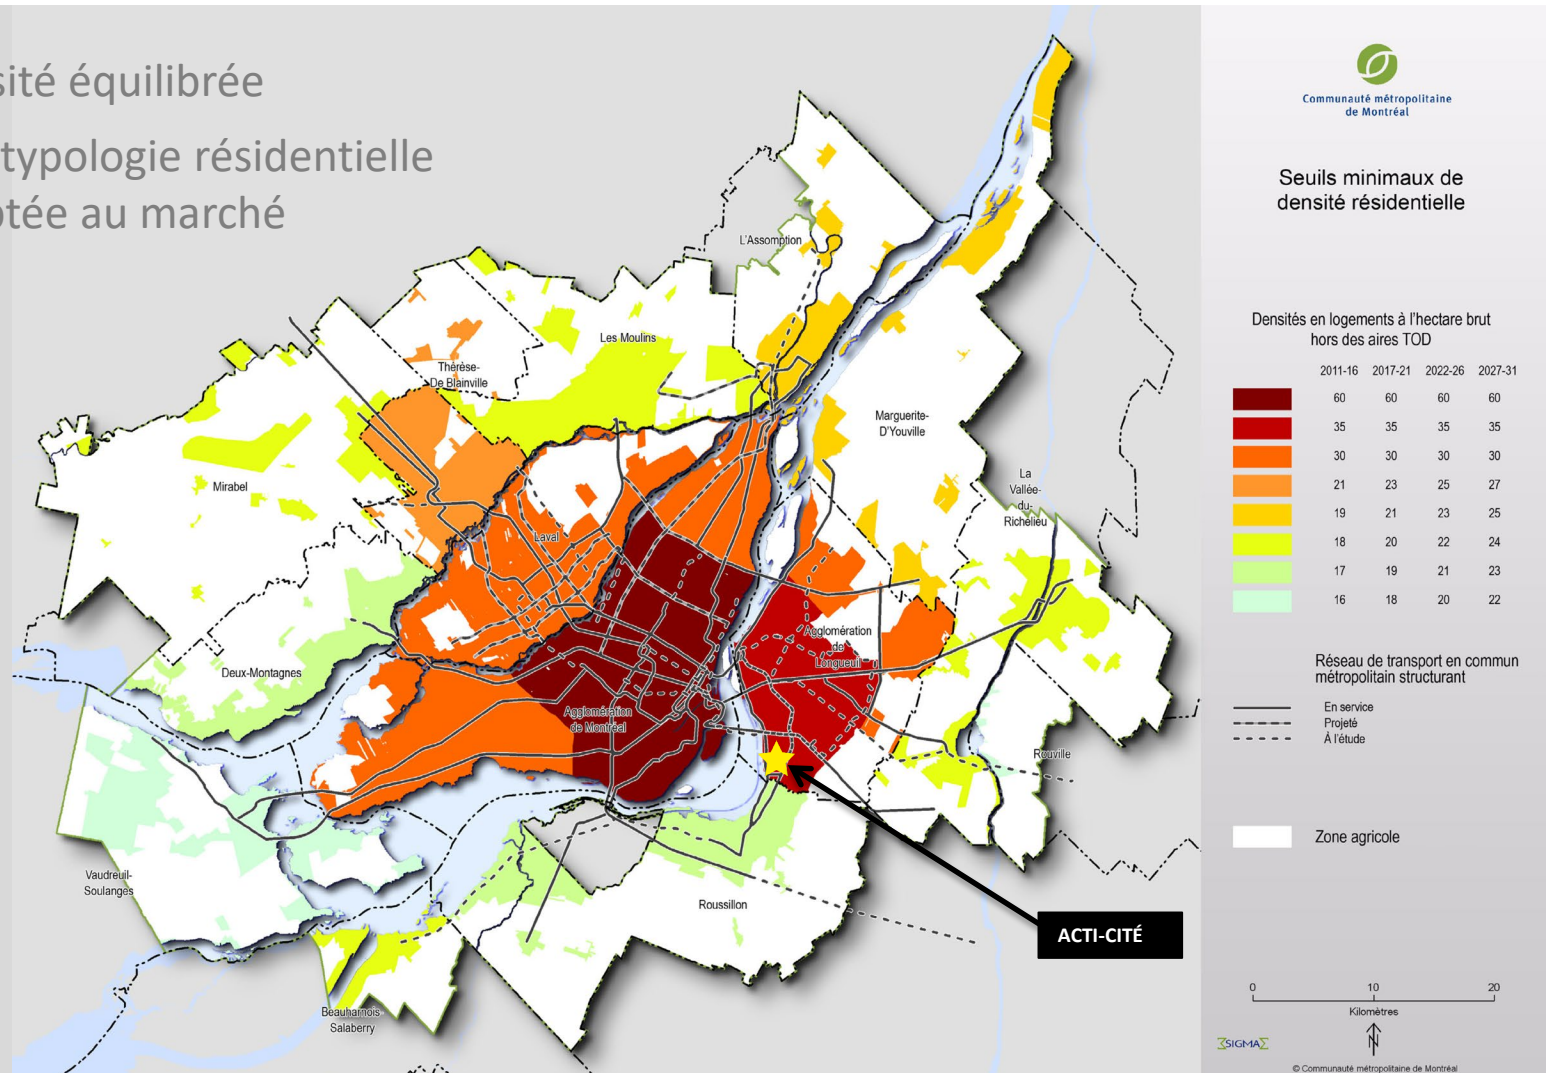 sité équilibrée
typologie résidentielle
ptée au marché
L'Assomption
Les Moulins
Thérèse-
De Blainville
Marguerite-
D'Youville
Mirabel
La
Vallée-
du-
Richelieu
Laval
Agglomération
de
Longueuil
Deux-Montagnes
Agglomération
de Montréal
Rouville
Vaudreuil-
Soulanges
Roussillon
ACTI-CITÉ
Beauharnois-
Salaberry
Communauté métropolitaine
de Montréal
Seuils minimaux de
densité résidentielle
Densités en logements à l'hectare brut
hors des aires TOD
2011-16 2017-21 2022-26 2027-31
60 60 60 60
35 35 35 35
30 30 30 30
21 23 25 27
19 21 23 25
18 20 22 24
17 19 21 23
16 18 20 22
Réseau de transport en commun
métropolitain structurant
En service
Projeté
À l'étude
Zone agricole
0 10 20
Kilomètres
N
SIGMA
© Communauté métropolitaine de Montréal